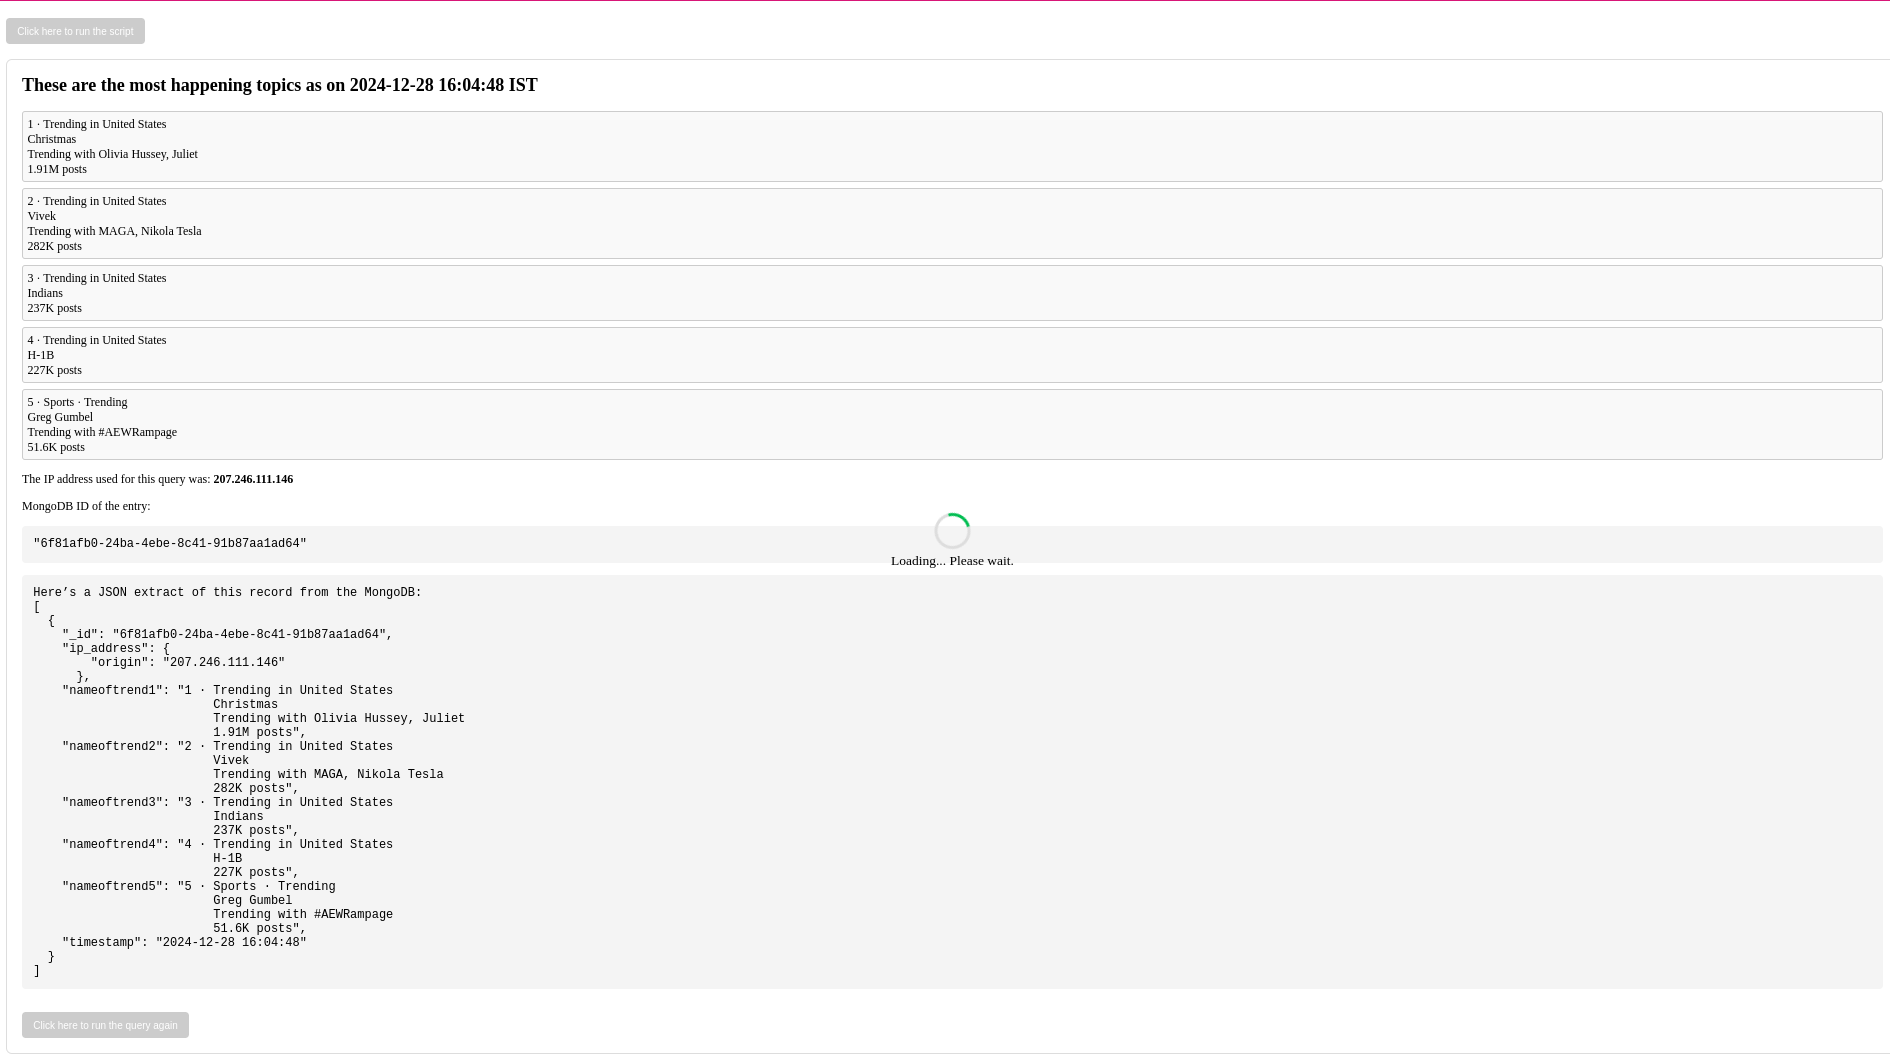 Click here to run the script
These are the most happening topics as on 2024-12-28 16:04:48 IST
1 · Trending in United States
Christmas
Trending with Olivia Hussey, Juliet
1.91M posts
2 · Trending in United States
Vivek
Trending with MAGA, Nikola Tesla
282K posts
3 · Trending in United States
Indians
237K posts
4 · Trending in United States
H-1B
227K posts
5 · Sports · Trending
Greg Gumbel
Trending with #AEWRampage
51.6K posts
The IP address used for this query was: 207.246.111.146
MongoDB ID of the entry:
"6f81afb0-24ba-4ebe-8c41-91b87aa1ad64"
Loading... Please wait.
Here’s a JSON extract of this record from the MongoDB:
[
  {
    "_id": "6f81afb0-24ba-4ebe-8c41-91b87aa1ad64",
    "ip_address": {
        "origin": "207.246.111.146"
      },
    "nameoftrend1": "1 · Trending in United States
                         Christmas
                         Trending with Olivia Hussey, Juliet
                         1.91M posts",
    "nameoftrend2": "2 · Trending in United States
                         Vivek
                         Trending with MAGA, Nikola Tesla
                         282K posts",
    "nameoftrend3": "3 · Trending in United States
                         Indians
                         237K posts",
    "nameoftrend4": "4 · Trending in United States
                         H-1B
                         227K posts",
    "nameoftrend5": "5 · Sports · Trending
                         Greg Gumbel
                         Trending with #AEWRampage
                         51.6K posts",
    "timestamp": "2024-12-28 16:04:48"
  }
]
Click here to run the query again